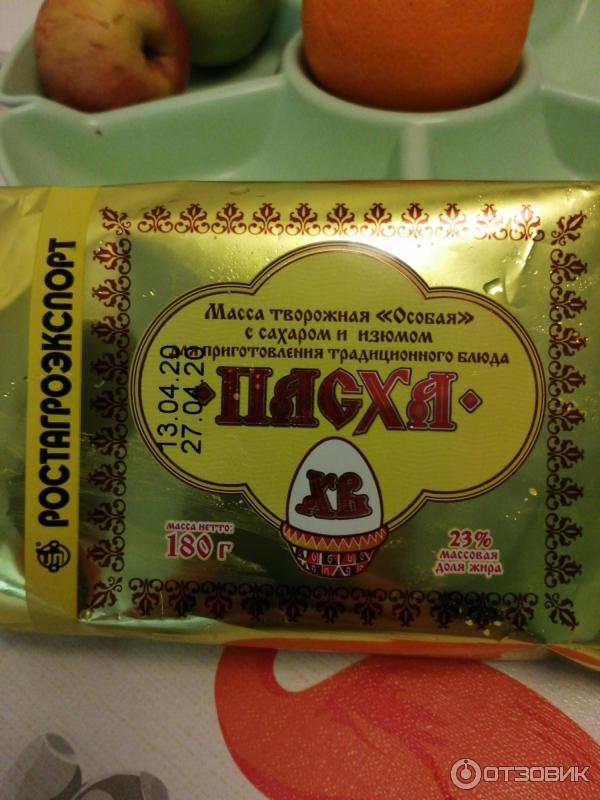 РОСТАГРОЭКСПОРТ
Масса творожная «Особая»
с сахаром и изюмом
для приготовления традиционного блюда
ПАСХА
13.04.20
27.04.20
ХВ
масса нетто:
180 г
23%
массовая
доля жира
ОТЗОВИК